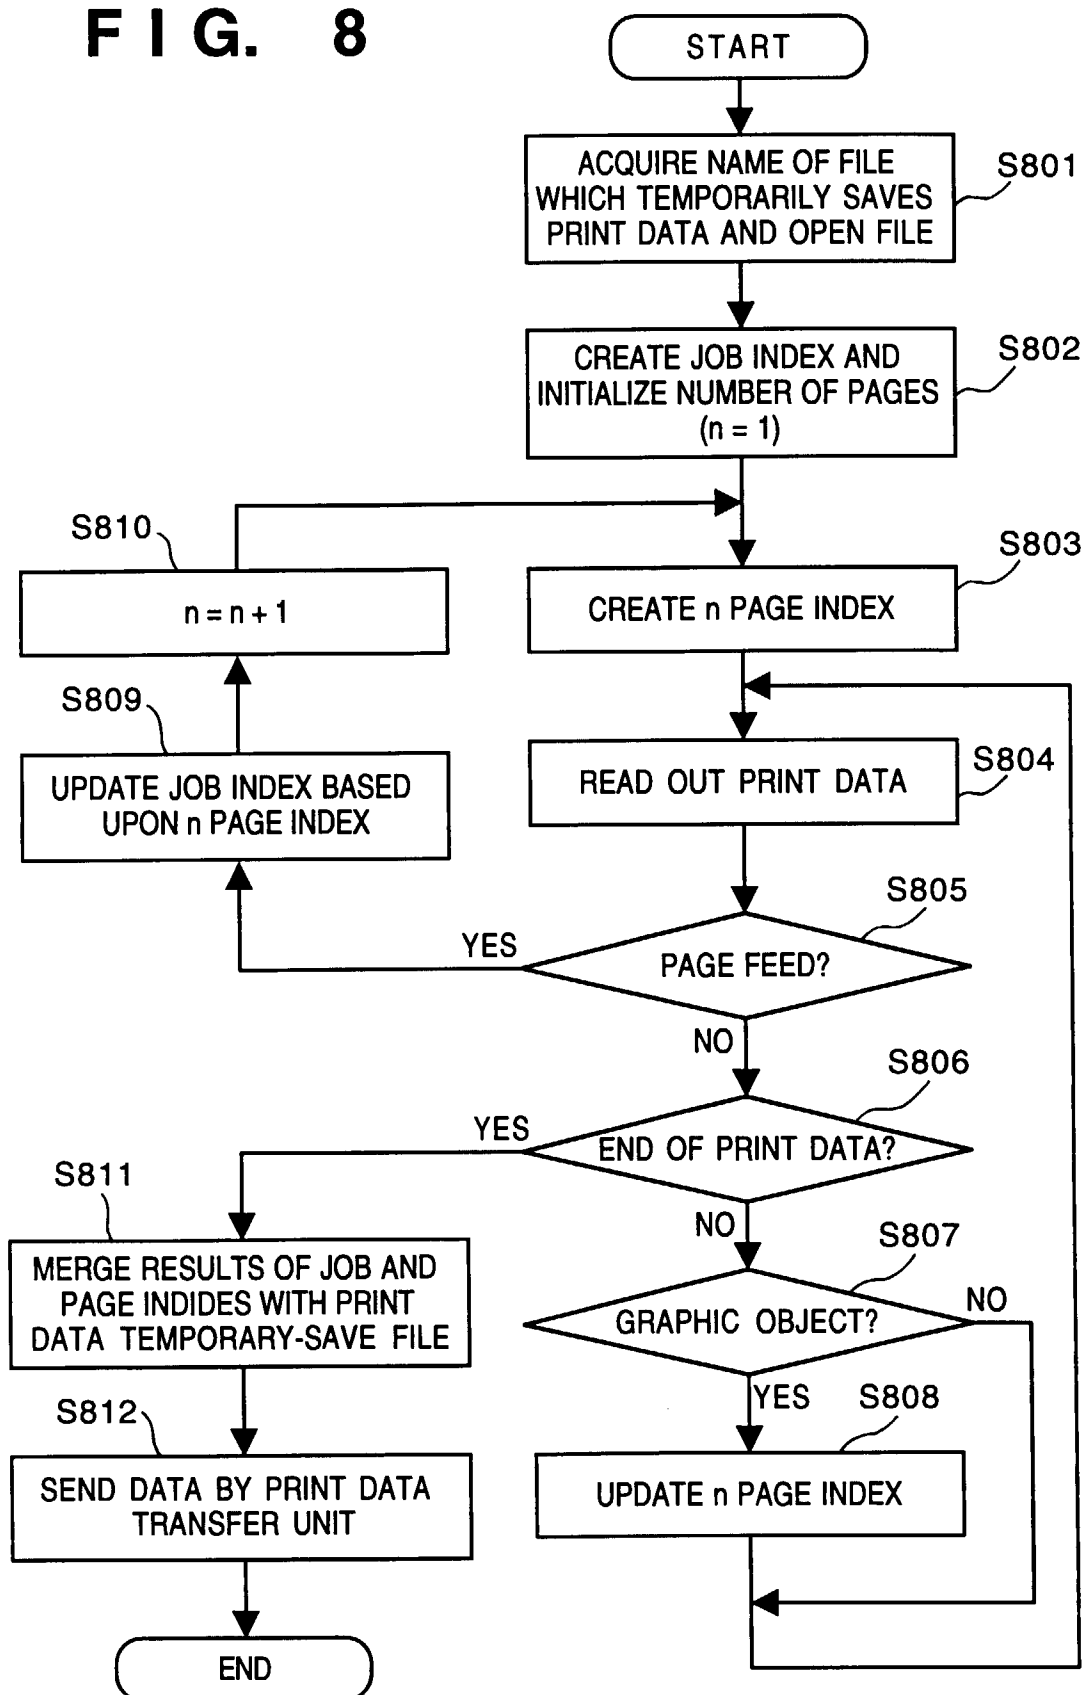 FIG. 8
START
ACQUIRE NAME OF FILE
WHICH TEMPORARILY SAVES
PRINT DATA AND OPEN FILE
S801
CREATE JOB INDEX AND
INITIALIZE NUMBER OF PAGES
(n = 1)
S802
S810
n = n + 1
CREATE n PAGE INDEX
S803
S809
UPDATE JOB INDEX BASED
UPON n PAGE INDEX
READ OUT PRINT DATA
S804
S805
YES
PAGE FEED?
NO
S806
YES
END OF PRINT DATA?
NO
S811
MERGE RESULTS OF JOB AND
PAGE INDIDES WITH PRINT
DATA TEMPORARY-SAVE FILE
S807
GRAPHIC OBJECT?
NO
YES
S812
SEND DATA BY PRINT DATA
TRANSFER UNIT
S808
UPDATE n PAGE INDEX
END